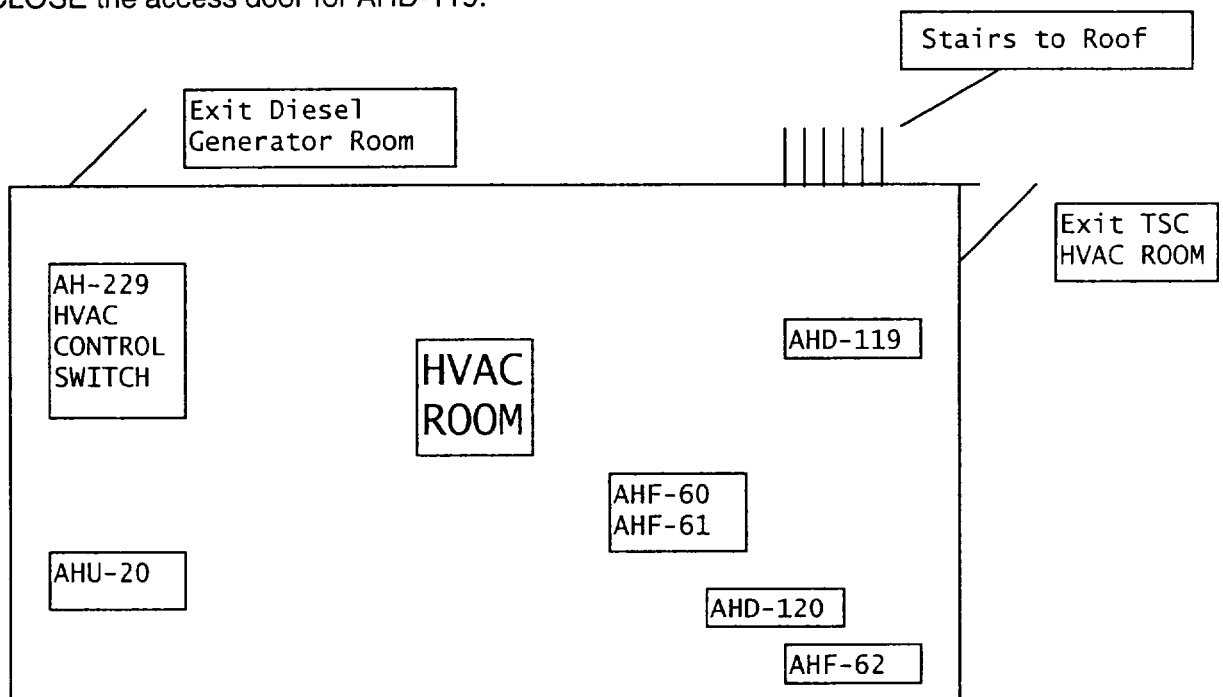 CLOSE the access door for AHD-119.
Stairs to Roof
Exit Diesel
Generator Room
Exit TSC
HVAC ROOM
AH-229
HVAC
CONTROL
SWITCH
HVAC
ROOM
AHD-119
AHF-60
AHF-61
AHU-20
AHD-120
AHF-62